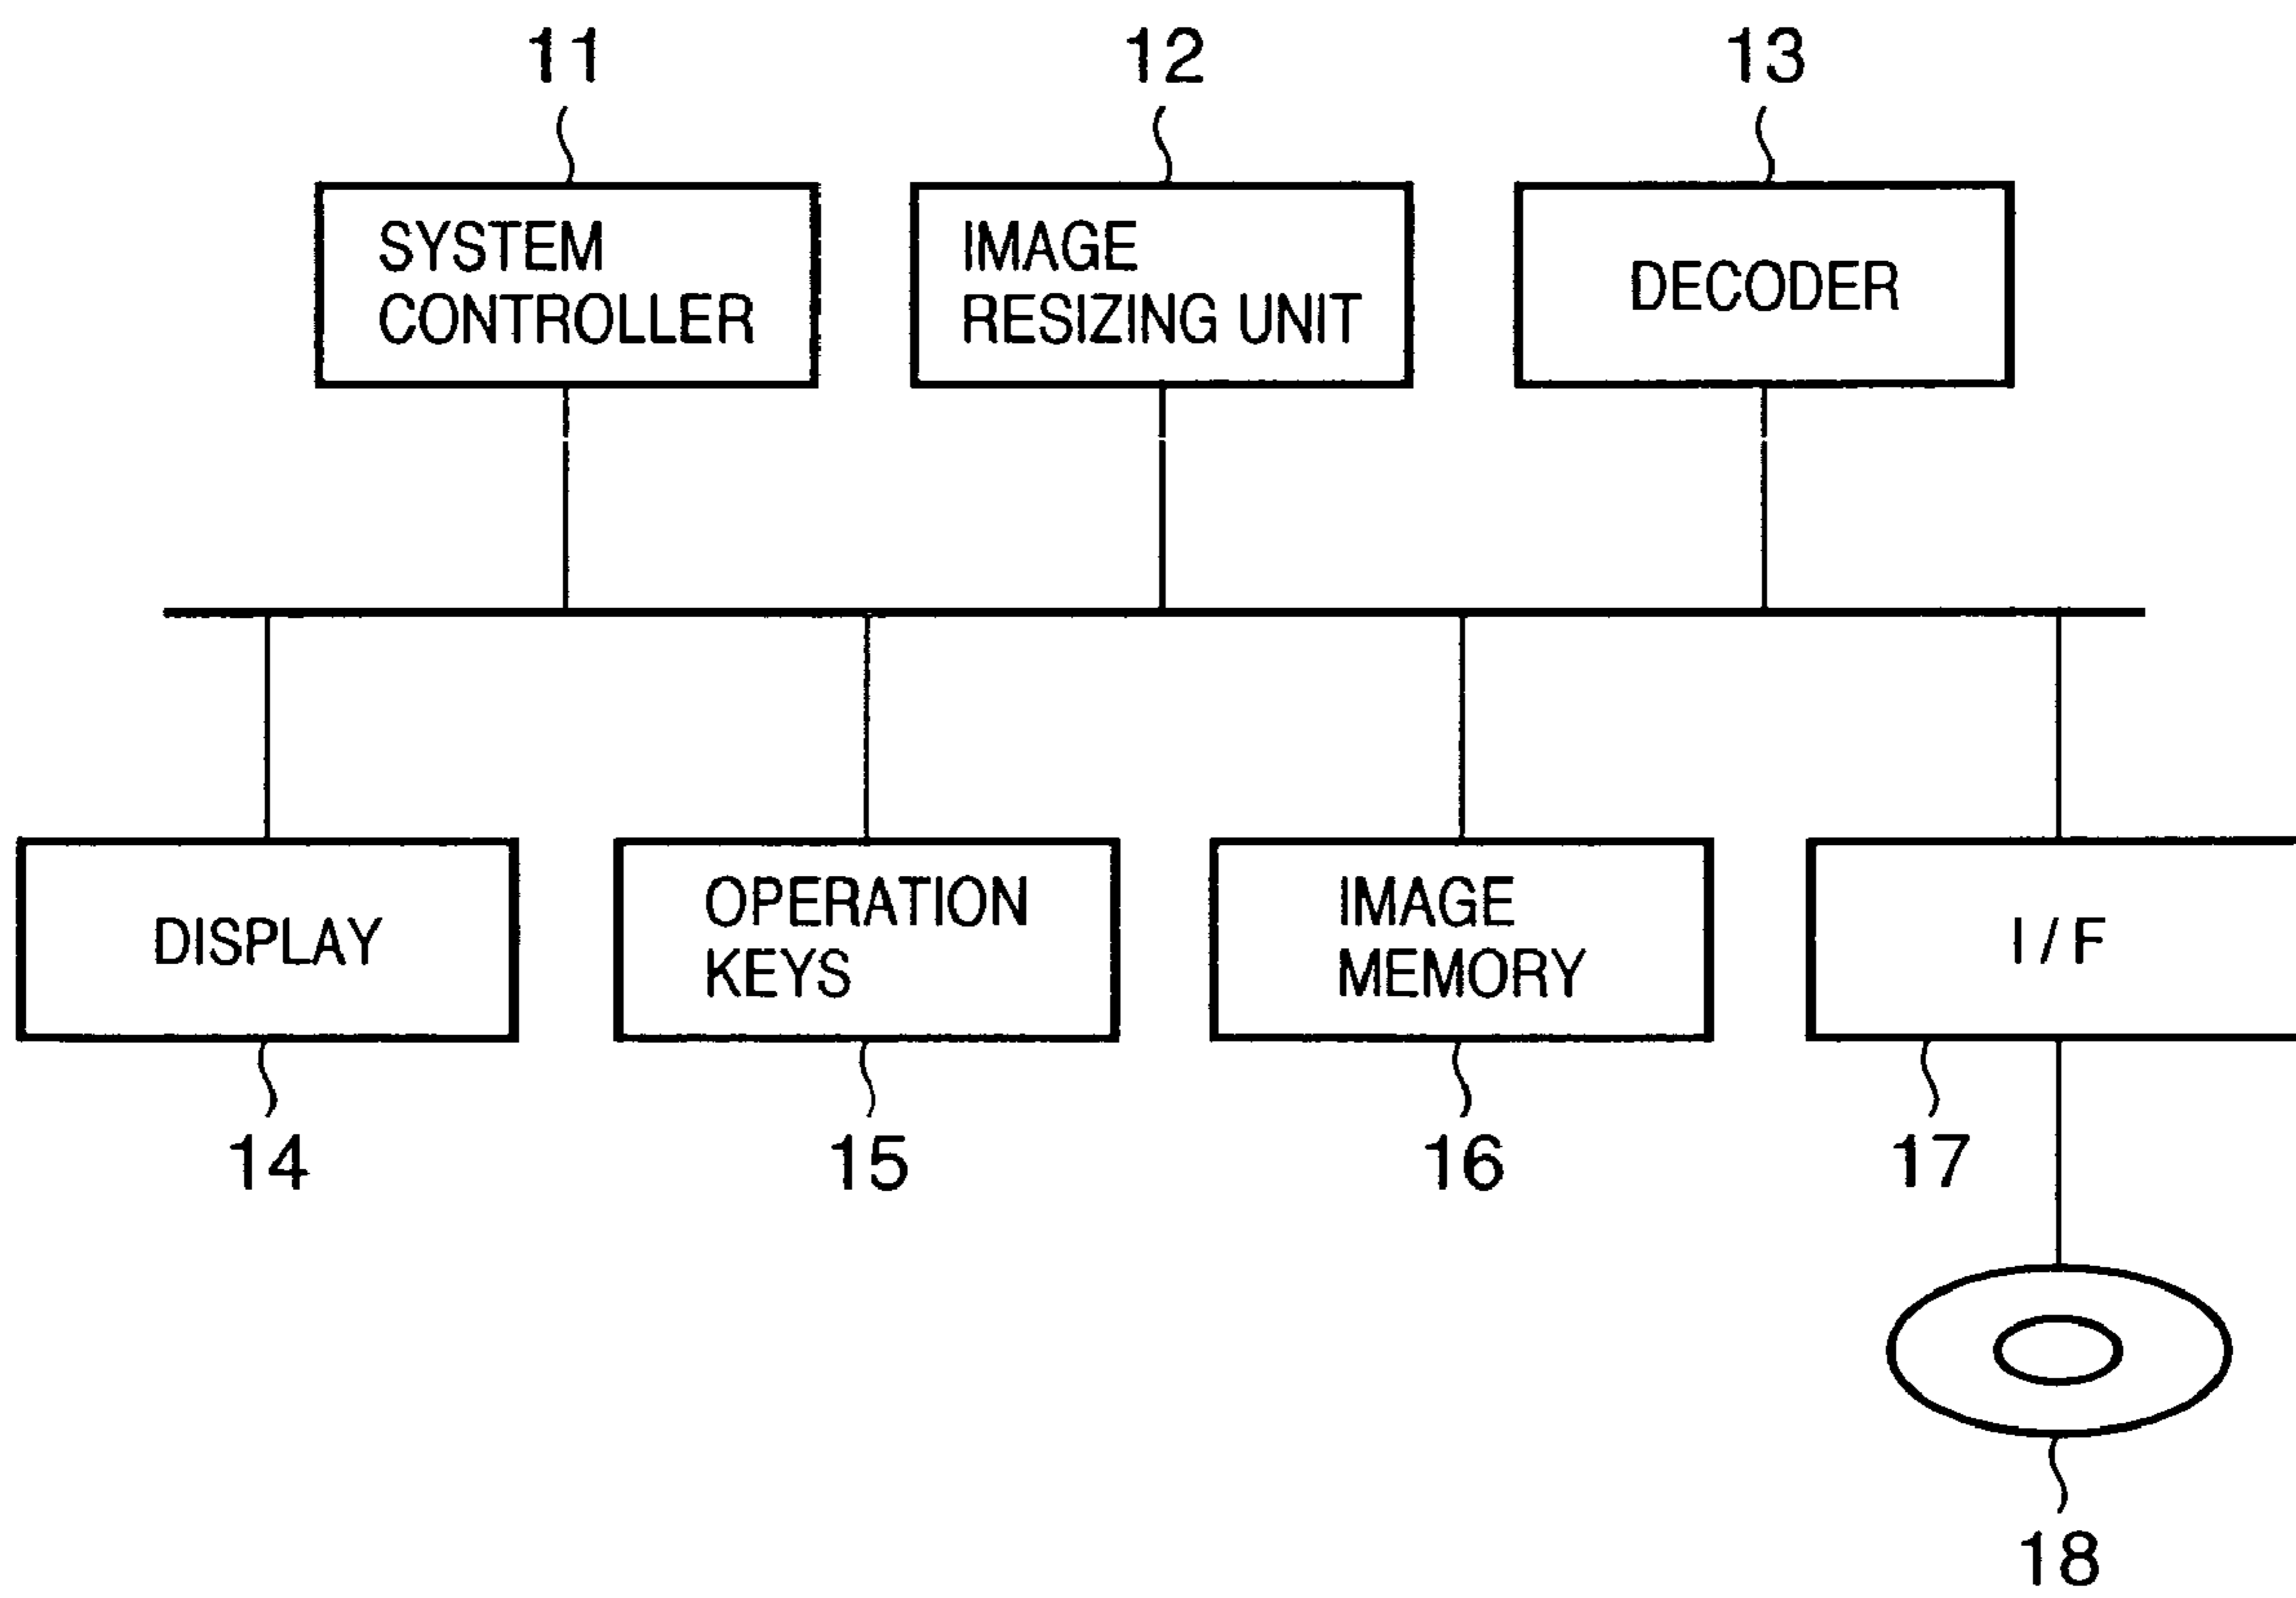 11
12
13
SYSTEM
CONTROLLER
IMAGE
RESIZING UNIT
DECODER
DISPLAY
OPERATION
KEYS
IMAGE
MEMORY
I / F
14
15
16
17
18